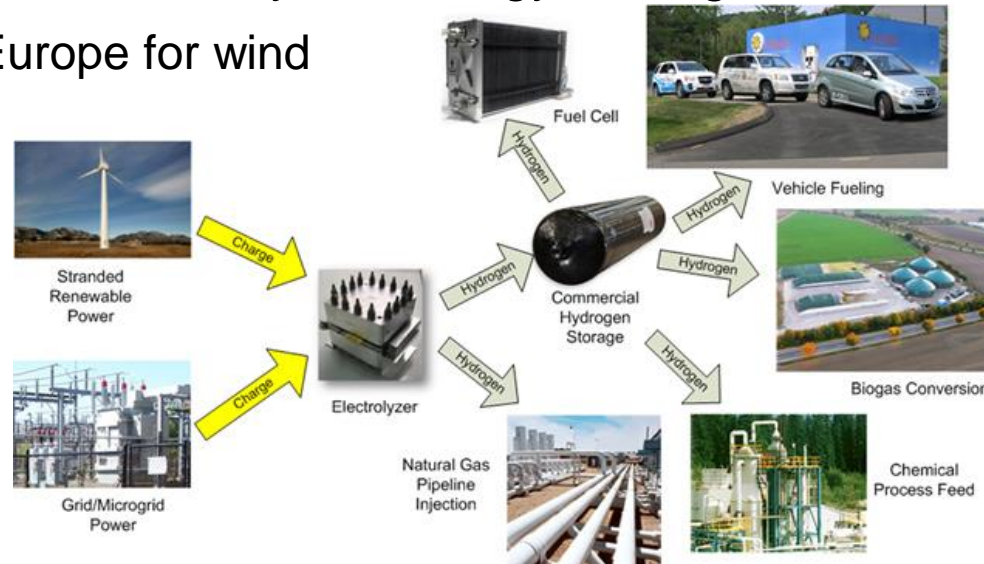 Europe for wind
Fuel Cell
Hydrogen
Vehicle Fueling
Hydrogen
Charge
Stranded
Renewable
Power
Hydrogen
Hydrogen
Commercial
Hydrogen
Storage
Biogas Conversion
Charge
Electrolyzer
Hydrogen
Hydrogen
Grid/Microgrid
Power
Natural Gas
Pipeline
Injection
Chemical
Process Feed